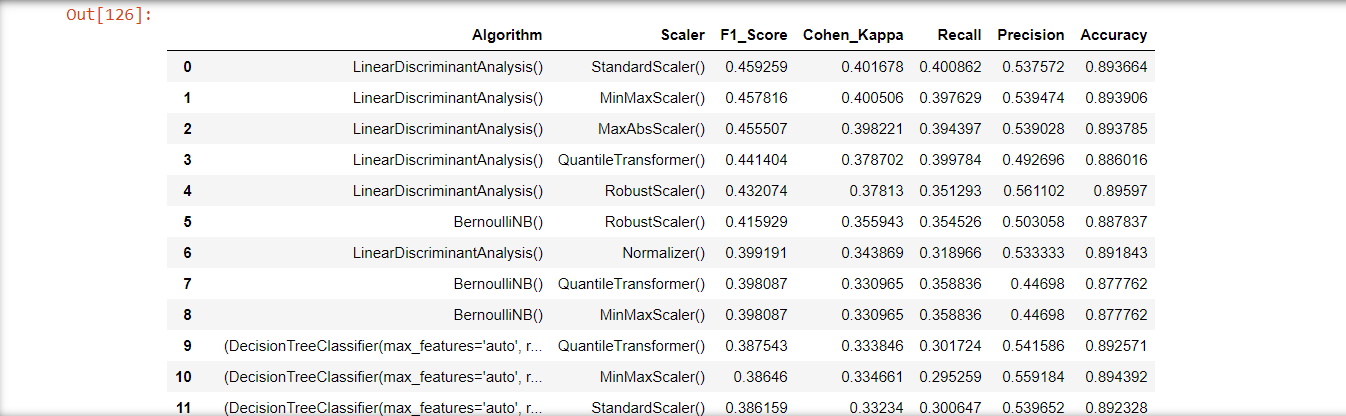 Out[126]:
Algorithm Scaler F1_Score Cohen_Kappa Recall Precision Accuracy
0 LinearDiscriminantAnalysis() StandardScaler() 0.459259 0.401678 0.400862 0.537572 0.893664
1 LinearDiscriminantAnalysis() MinMaxScaler() 0.457816 0.400506 0.397629 0.539474 0.893906
2 LinearDiscriminantAnalysis() MaxAbsScaler() 0.455507 0.398221 0.394397 0.539028 0.893785
3 LinearDiscriminantAnalysis() QuantileTransformer() 0.441404 0.378702 0.399784 0.492696 0.886016
4 LinearDiscriminantAnalysis() RobustScaler() 0.432074 0.37813 0.351293 0.561102 0.89597
5 BernoulliNB() RobustScaler() 0.415929 0.355943 0.354526 0.503058 0.887837
6 LinearDiscriminantAnalysis() Normalizer() 0.399191 0.343869 0.318966 0.533333 0.891843
7 BernoulliNB() QuantileTransformer() 0.398087 0.330965 0.358836 0.44698 0.877762
8 BernoulliNB() MinMaxScaler() 0.398087 0.330965 0.358836 0.44698 0.877762
9 (DecisionTreeClassifier(max_features='auto', r... QuantileTransformer() 0.387543 0.333846 0.301724 0.541586 0.892571
10 (DecisionTreeClassifier(max_features='auto', r... MinMaxScaler() 0.38646 0.334661 0.295259 0.559184 0.894392
11 (DecisionTreeClassifier(max_features='auto', r... StandardScaler() 0.386159 0.33234 0.300647 0.539652 0.892328